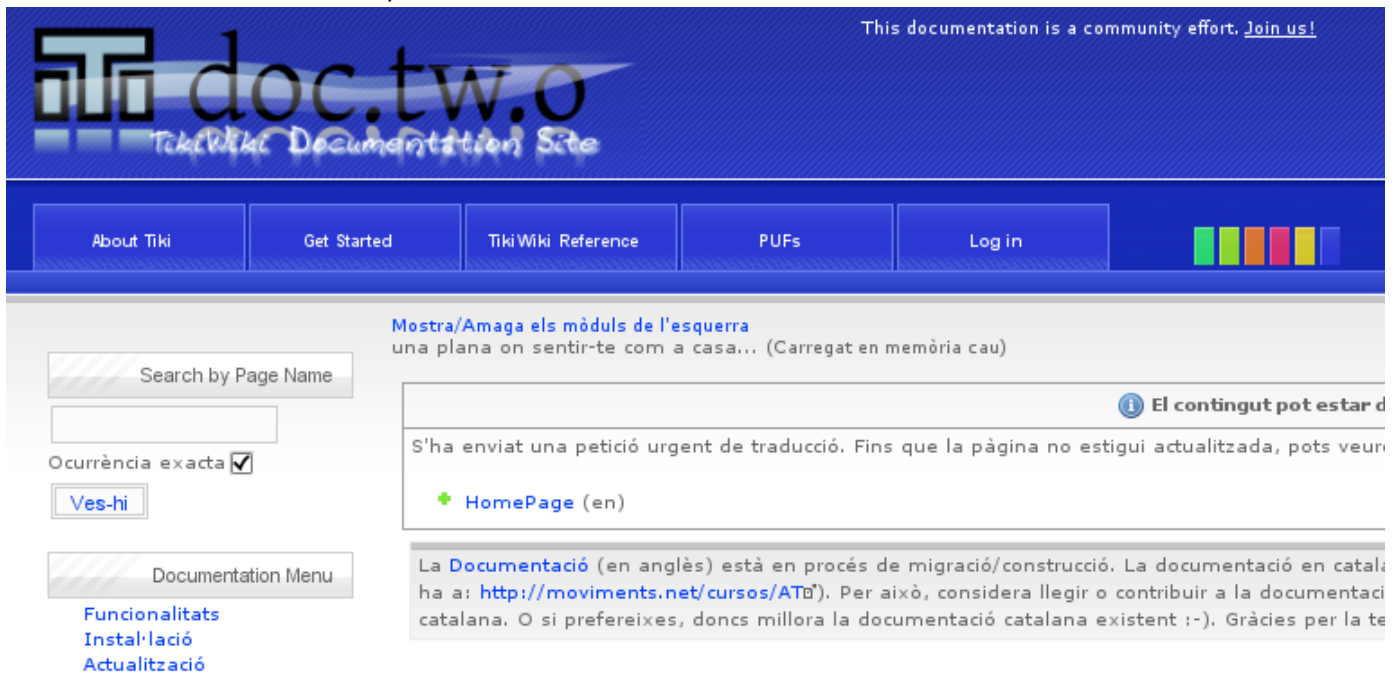 This documentation is a community effort. Join us!
doc.tw.o
TikiWiki Documentation Site
About Tiki
Get Started
TikiWiki Reference
PUFs
Log in
Mostra/Amaga els mòduls de l'esquerra
una plana on sentir-te com a casa... (Carregat en memòria cau)
Search by Page Name
Ocurrència exacta
Ves-hi
El contingut pot estar d
S'ha enviat una petició urgent de traducció. Fins que la pàgina no estigui actualitzada, pots veure
HomePage (en)
Documentation Menu
Funcionalitats
Instal·lació
Actualització
La Documentació (en anglès) està en procés de migració/construcció. La documentació en catala
ha a: http://moviments.net/cursos/AT). Per això, considera llegir o contribuir a la documentaci
catalana. O si prefereixes, doncs millora la documentació catalana existent :-). Gràcies per la te